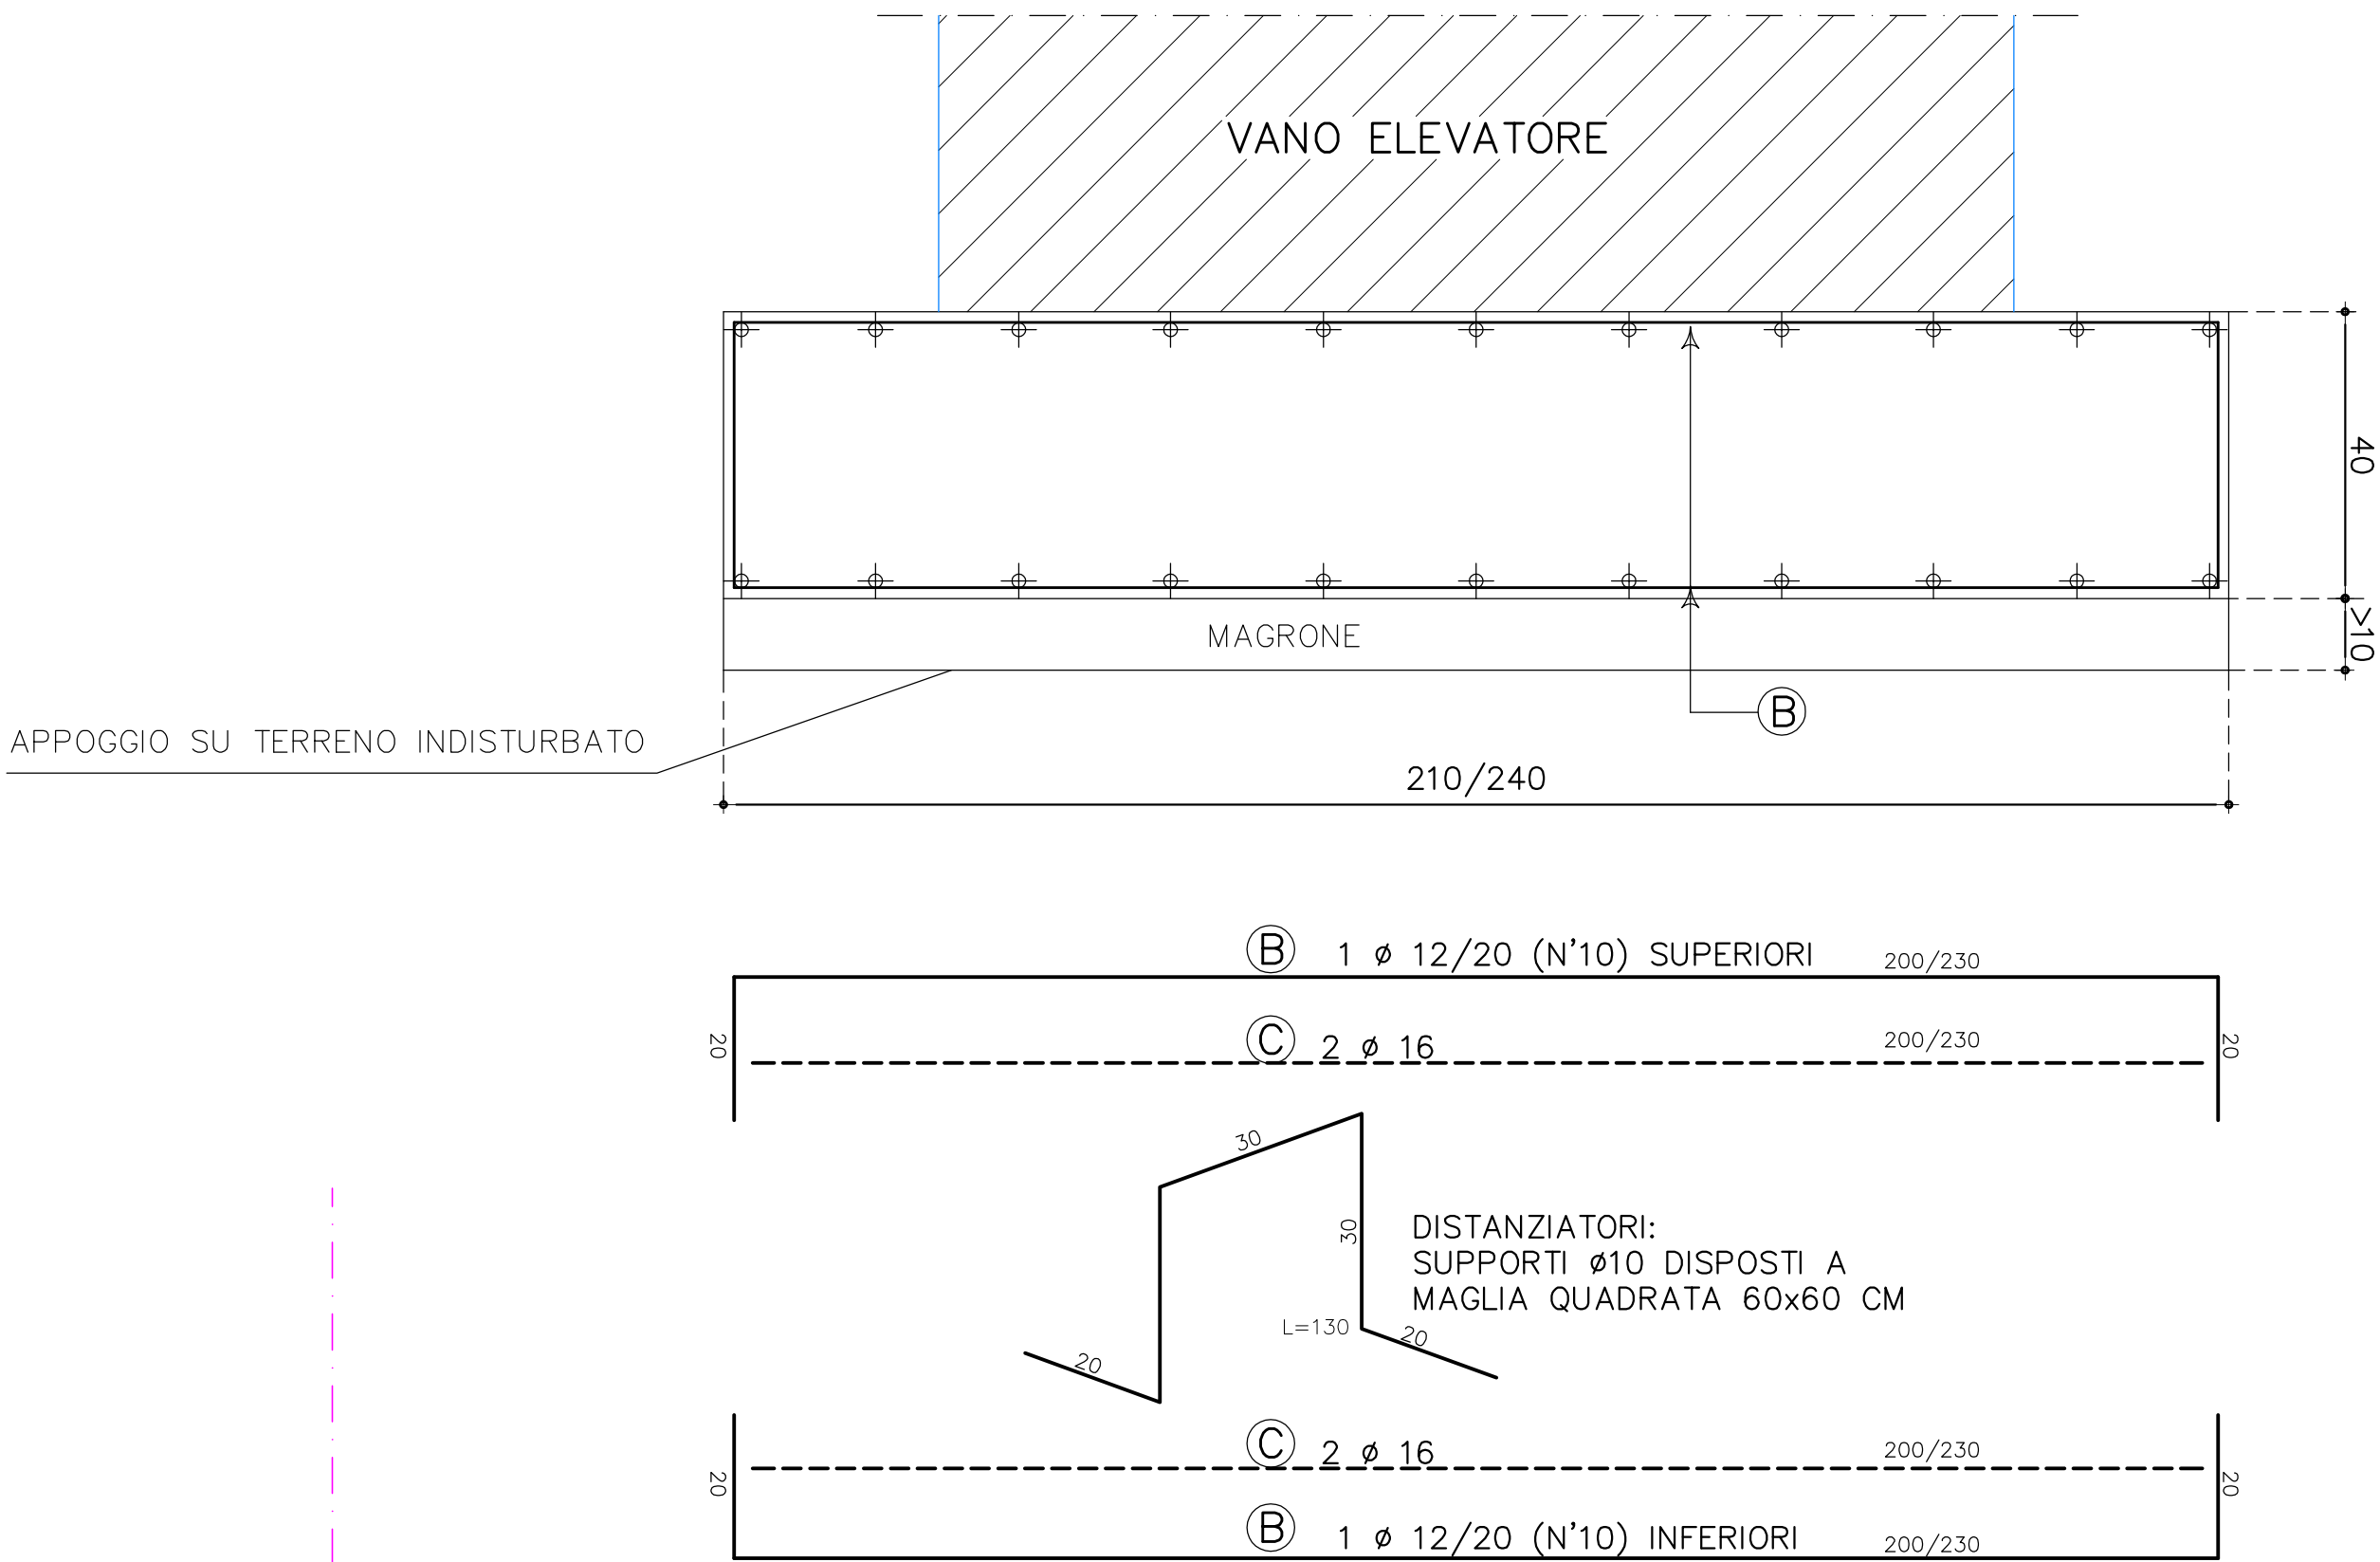 VANO ELEVATORE
40
>10
MAGRONE
B
APPOGGIO SU TERRENO INDISTURBATO
210/240
B 1 ø 12/20 (N'10) SUPERIORI 200/230
20
C 2 ø 16 200/230
20
30
30
DISTANZIATORI:
SUPPORTI ø10 DISPOSTI A
MAGLIA QUADRATA 60x60 CM
L=130
20
20
C 2 ø 16 200/230
20
20
B 1 ø 12/20 (N'10) INFERIORI 200/230